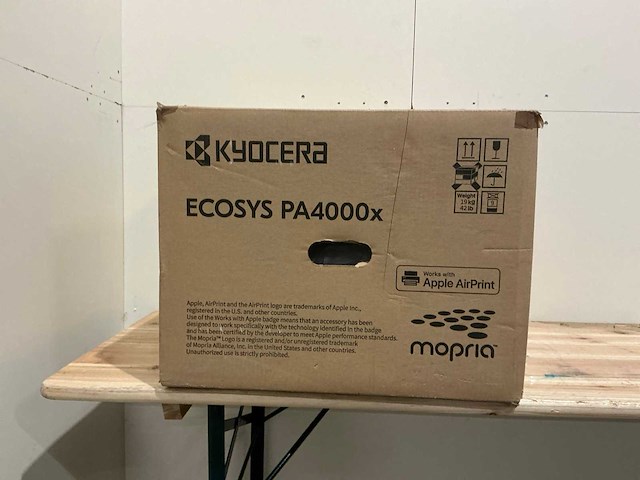 KYOCERA
ECOSYS PA4000x
Weight
19 kg
42 lb
Works with
Apple AirPrint
Apple, AirPrint and the AirPrint logo are trademarks of Apple Inc.,
registered in the U.S. and other countries.
Use of the Works with Apple badge means that an accessory has been
designed to work specifically with the technology identified in the badge
and has been certified by the developer to meet Apple performance standards.
The Mopria™ Logo is a registered and/or unregistered trademark
of Mopria Alliance, Inc. in the United States and other countries.
Unauthorized use is strictly prohibited.
mopria™